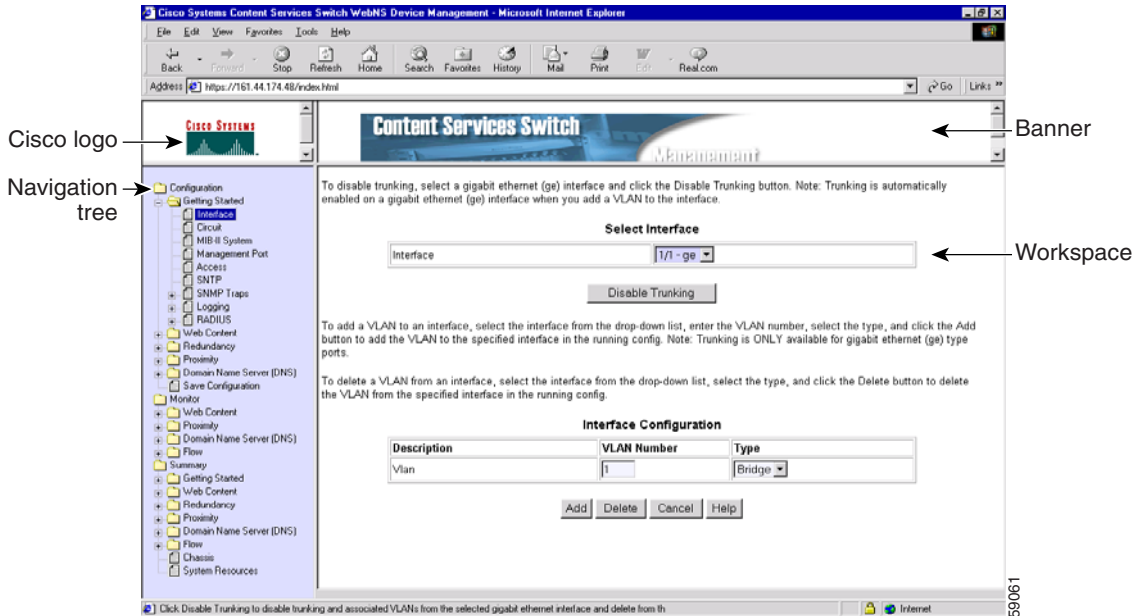 Cisco Systems Content Services Switch WebNS Device Management - Microsoft Internet Explorer
File Edit View Favorites Tools Help
Back Forward Stop Refresh Home Search Favorites History Mail Print Edit Real.com
Address https://161.44.174.48/index.html Go Links »
CISCO SYSTEMS
Content Services Switch
Management
Cisco logo
Banner
Navigation
tree
Workspace
Configuration
Getting Started
Interface
Circuit
MIB-II System
Management Port
Access
SNTP
SNMP Traps
Logging
RADIUS
Web Content
Redundancy
Proximity
Domain Name Server (DNS)
Save Configuration
Monitor
Web Content
Proximity
Domain Name Server (DNS)
Flow
Summary
Getting Started
Web Content
Redundancy
Proximity
Domain Name Server (DNS)
Flow
Chassis
System Resources
To disable trunking, select a gigabit ethernet (ge) interface and click the Disable Trunking button. Note: Trunking is automatically
enabled on a gigabit ethernet (ge) interface when you add a VLAN to the interface.
Select Interface
Interface 1/1 - ge
Disable Trunking
To add a VLAN to an interface, select the interface from the drop-down list, enter the VLAN number, select the type, and click the Add
button to add the VLAN to the specified interface in the running config. Note: Trunking is ONLY available for gigabit ethernet (ge) type
ports.
To delete a VLAN from an interface, select the interface from the drop-down list, select the type, and click the Delete button to delete
the VLAN from the specified interface in the running config.
Interface Configuration
Description VLAN Number Type
Vlan 1 Bridge
Add Delete Cancel Help
Click Disable Trunking to disable trunking and associated VLANs from the selected gigabit ethernet interface and delete from th
Internet
59061